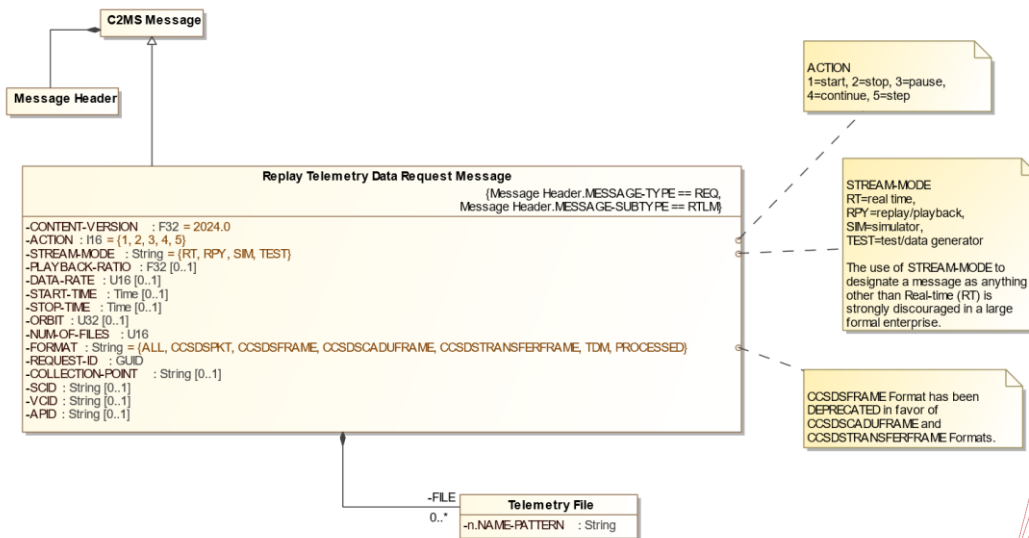 C2MS Message
Message Header
ACTION
1=start, 2=stop, 3=pause,
4=continue, 5=step
Replay Telemetry Data Request Message
{Message Header.MESSAGE-TYPE == REQ,
Message Header.MESSAGE-SUBTYPE == RTLM}
-CONTENT-VERSION : F32 = 2024.0
-ACTION : I16 = {1, 2, 3, 4, 5}
-STREAM-MODE : String = {RT, RPY, SIM, TEST}
-PLAYBACK-RATIO : F32 [0..1]
-DATA-RATE : U16 [0..1]
-START-TIME : Time [0..1]
-STOP-TIME : Time [0..1]
-ORBIT : U32 [0..1]
-NUM-OF-FILES : U16
-FORMAT : String = {ALL, CCSDSPKT, CCSDSFRAME, CCSDSCADUFRAME, CCSDSTRANSFERFRAME, TDM, PROCESSED}
-REQUEST-ID : GUID
-COLLECTION-POINT : String [0..1]
-SCID : String [0..1]
-VCID : String [0..1]
-APID : String [0..1]
STREAM-MODE
RT=real time,
RPY=replay/playback,
SIM=simulator,
TEST=test/data generator
The use of STREAM-MODE to
designate a message as anything
other than Real-time (RT) is
strongly discouraged in a large
formal enterprise.
CCSDSFRAME Format has been
DEPRECATED in favor of
CCSDSCADUFRAME and
CCSDSTRANSFERFRAME Formats.
-FILE
0..*
Telemetry File
-n.NAME-PATTERN : String